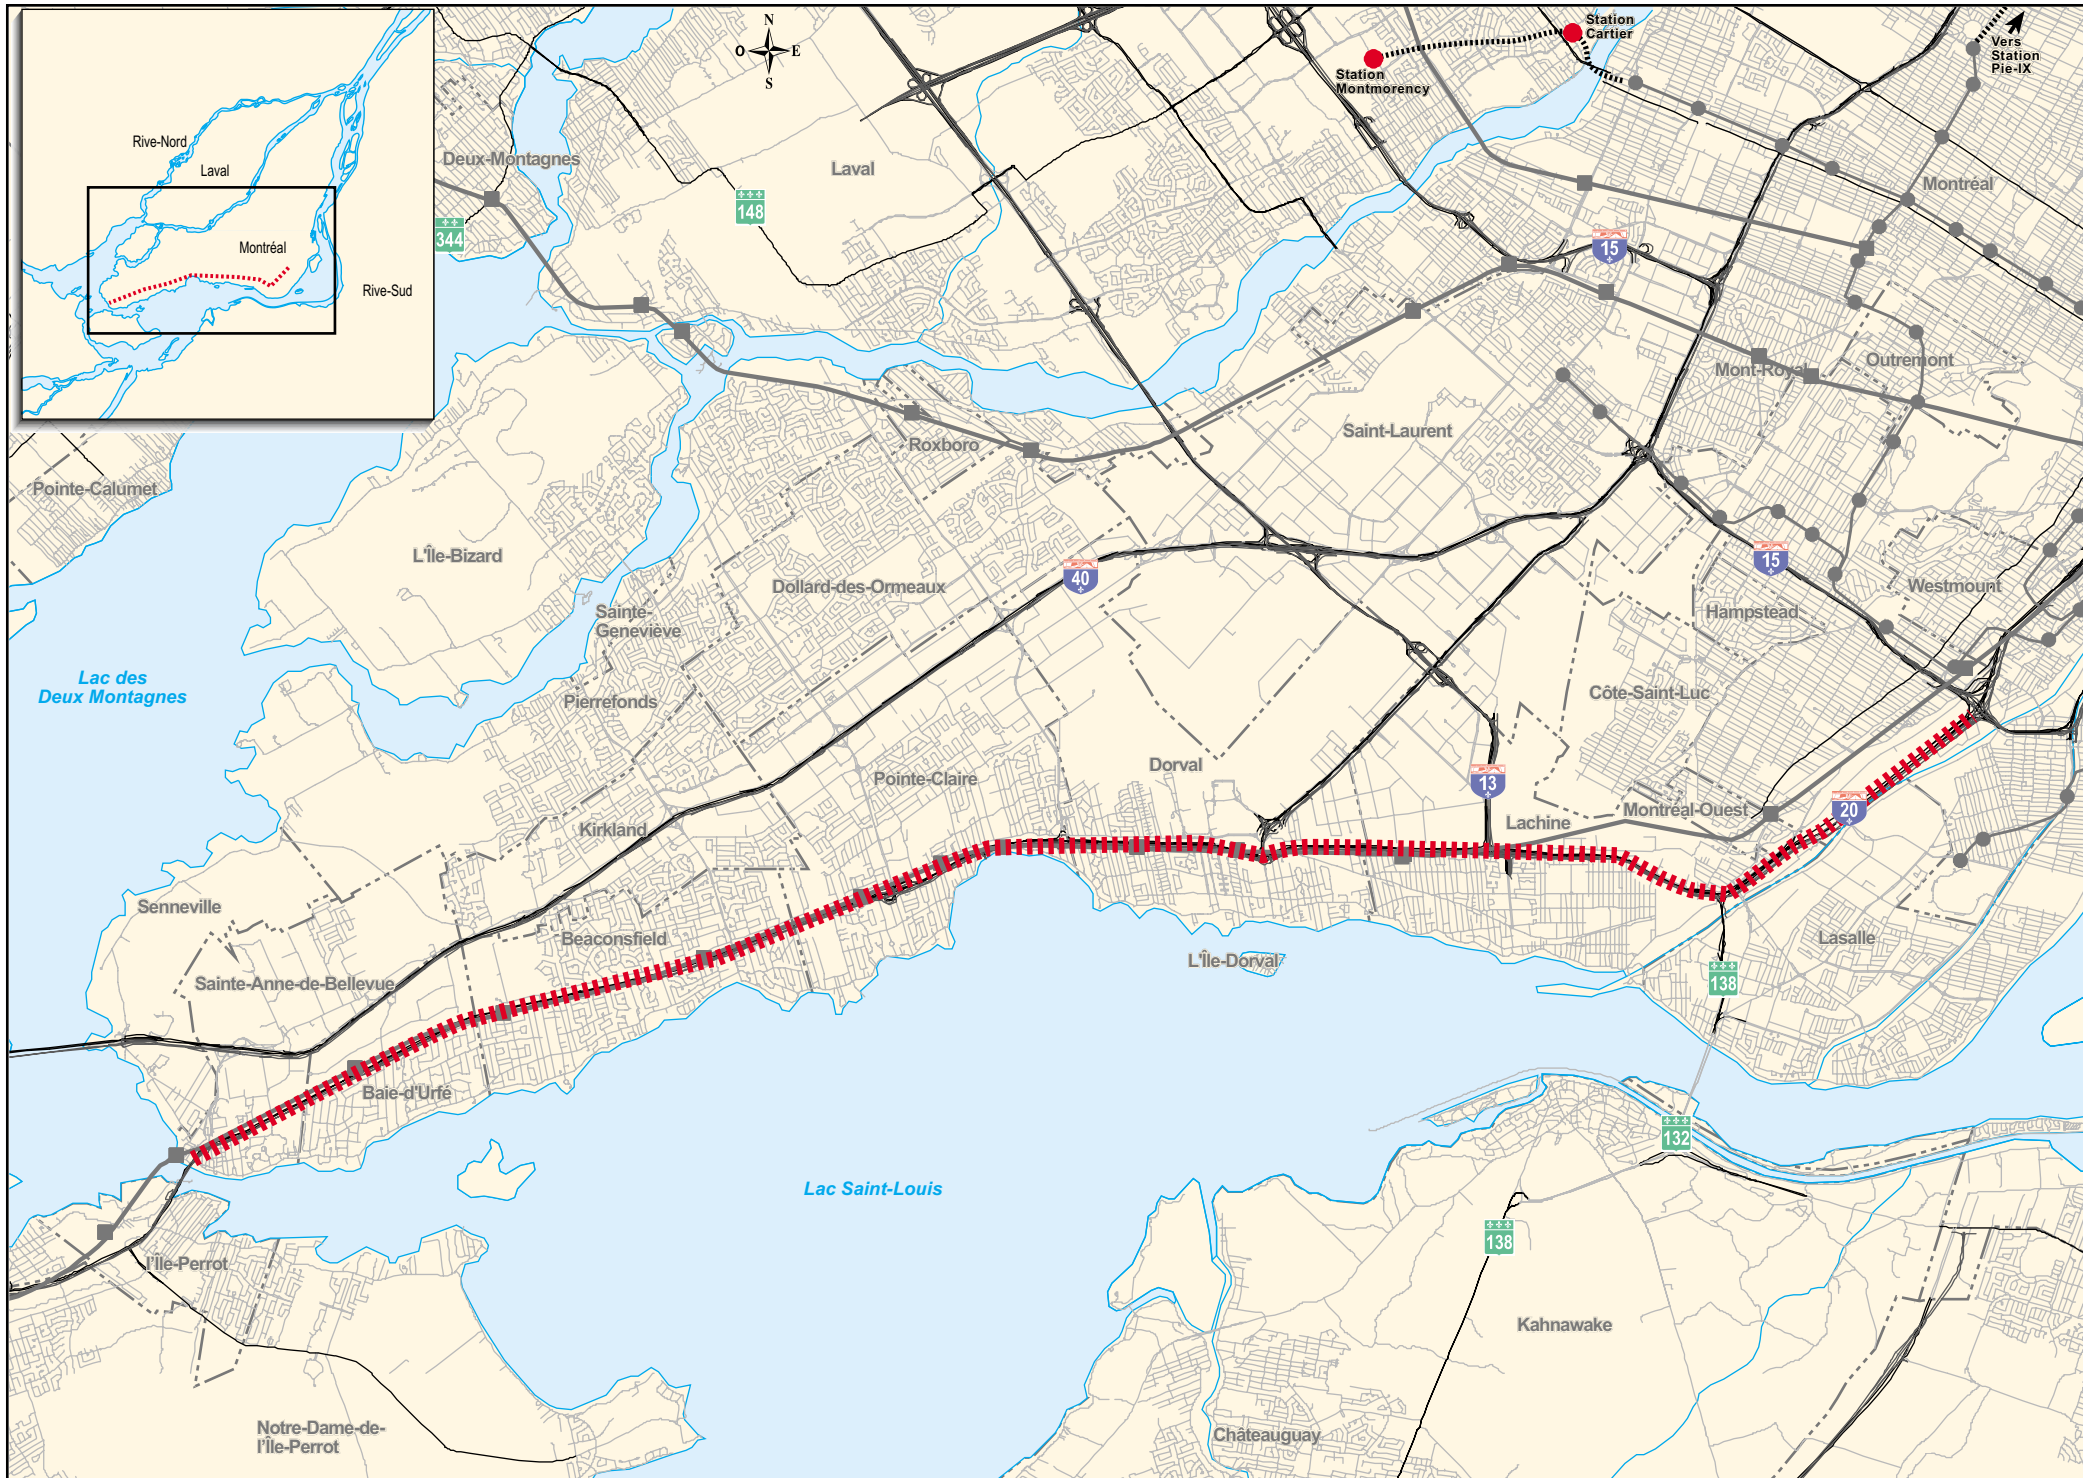 Rive-Nord
Laval
Montréal
Rive-Sud
N
O
E
S
Station
Cartier
Station
Montmorency
Vers
Station
Pie-IX
Deux-Montagnes
Laval
148
344
Montréal
15
Outremont
Mont-Royal
Saint-Laurent
Roxboro
Pointe-Calumet
L'Île-Bizard
40
15
Dollard-des-Ormeaux
Westmount
Hampstead
Sainte-
Geneviève
Lac des
Deux Montagnes
Pierrefonds
Côte-Saint-Luc
Dorval
Pointe-Claire
13
20
Montréal-Ouest
Lachine
Kirkland
Senneville
Beaconsfield
Lasalle
L'Île-Dorval
138
Sainte-Anne-de-Bellevue
Baie-d'Urfé
132
Lac Saint-Louis
138
l'Île-Perrot
Kahnawake
Notre-Dame-de-
l'Île-Perrot
Châteauguay